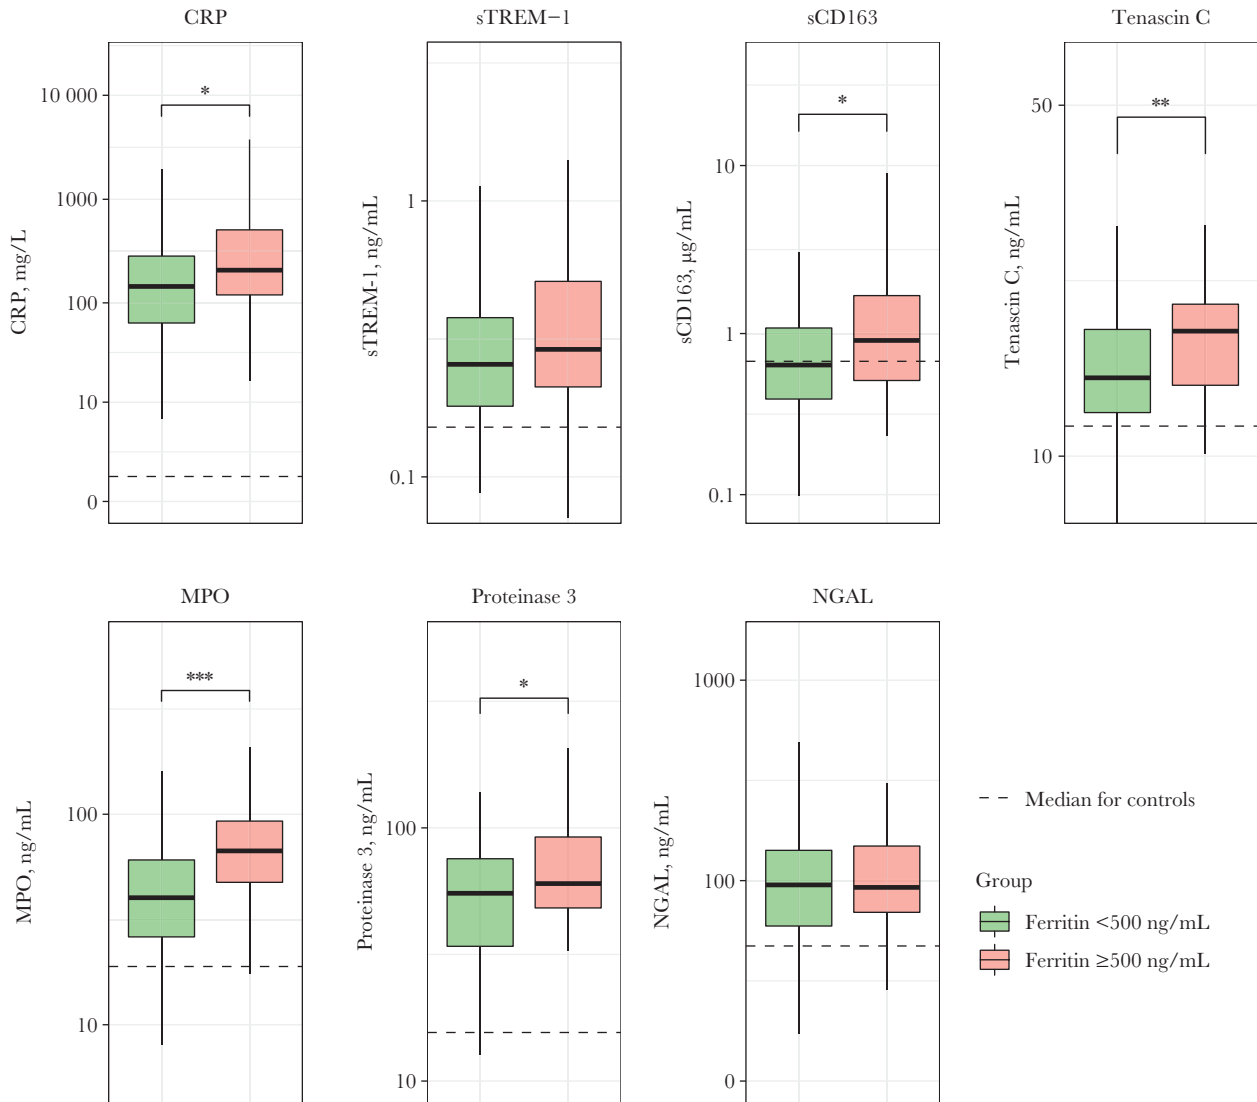 CRP
sTREM−1
sCD163
Tenascin C
CRP, mg/L
10 000
1000
100
10
0
*
sTREM-1, ng/mL
1
0.1
sCD163, μg/mL
10
1
0.1
*
Tenascin C, ng/mL
50
10
**
MPO
Proteinase 3
NGAL
MPO, ng/mL
100
10
***
Proteinase 3, ng/mL
100
10
*
NGAL, ng/mL
1000
100
0
Median for controls
Group
Ferritin <500 ng/mL
Ferritin ≥500 ng/mL